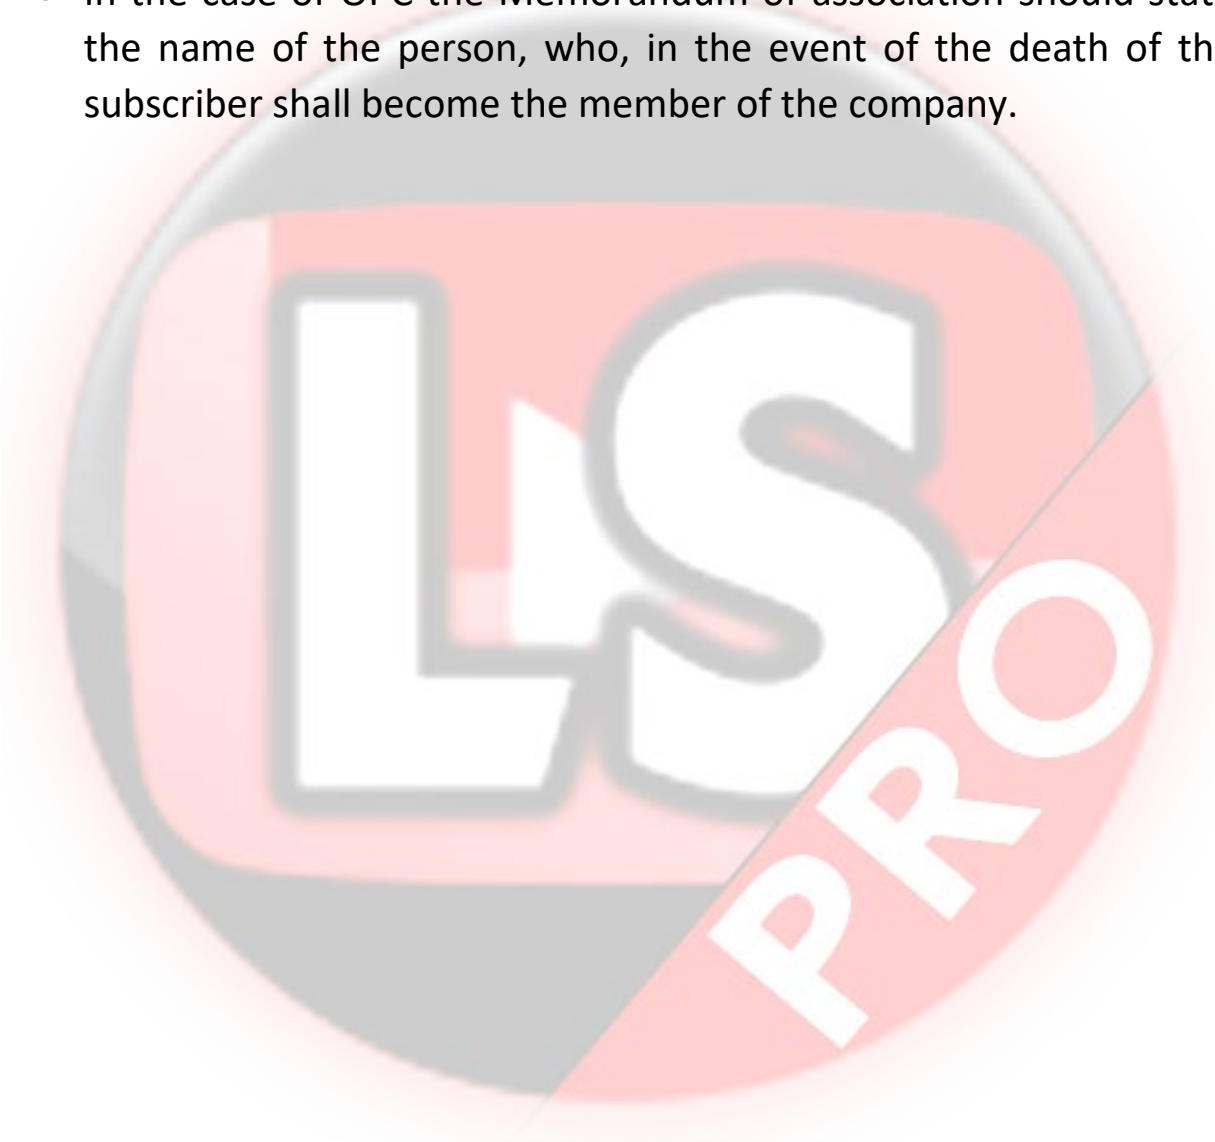 In the case of OPC the Memorandum of association should stat
the name of the person, who, in the event of the death of th
subscriber shall become the member of the company.
LS
PRO